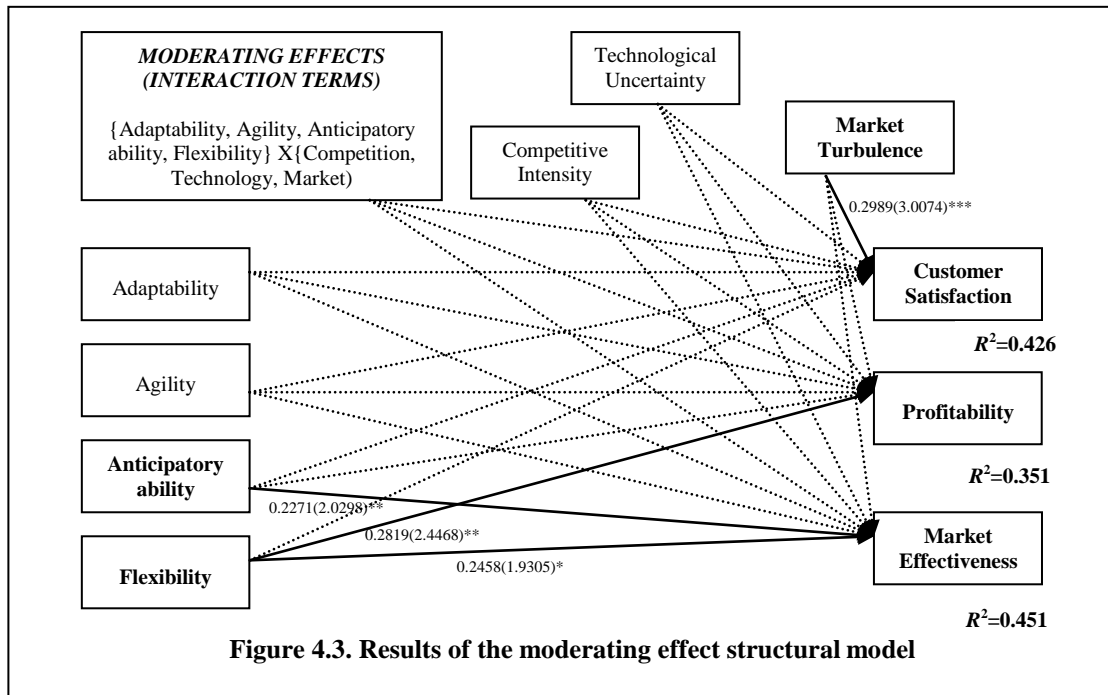 MODERATING EFFECTS
(INTERACTION TERMS)
{Adaptability, Agility, Anticipatory
ability, Flexibility} X{Competition,
Technology, Market)
Technological
Uncertainty
Competitive
Intensity
Market
Turbulence
0.2989(3.0074)***
Adaptability
Customer
Satisfaction
R²=0.426
Agility
Profitability
R²=0.351
Anticipatory
ability
0.2271(2.0298)**
0.2819(2.4468)**
Market
Effectiveness
Flexibility
0.2458(1.9305)*
R²=0.451
Figure 4.3. Results of the moderating effect structural model